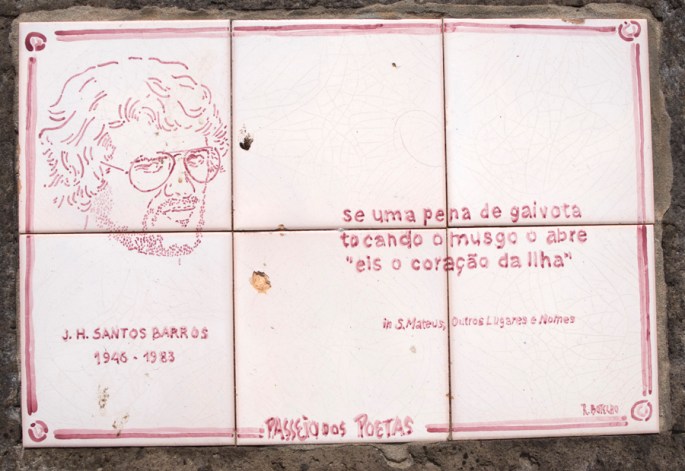 se uma pena de gaivota
tocando o musgo o abre
"eis o coração da Ilha"
in S. Mateus, Outros Lugares e Nomes
J. H. SANTOS BARROS
1946 - 1983
PASSEIO DOS POETAS